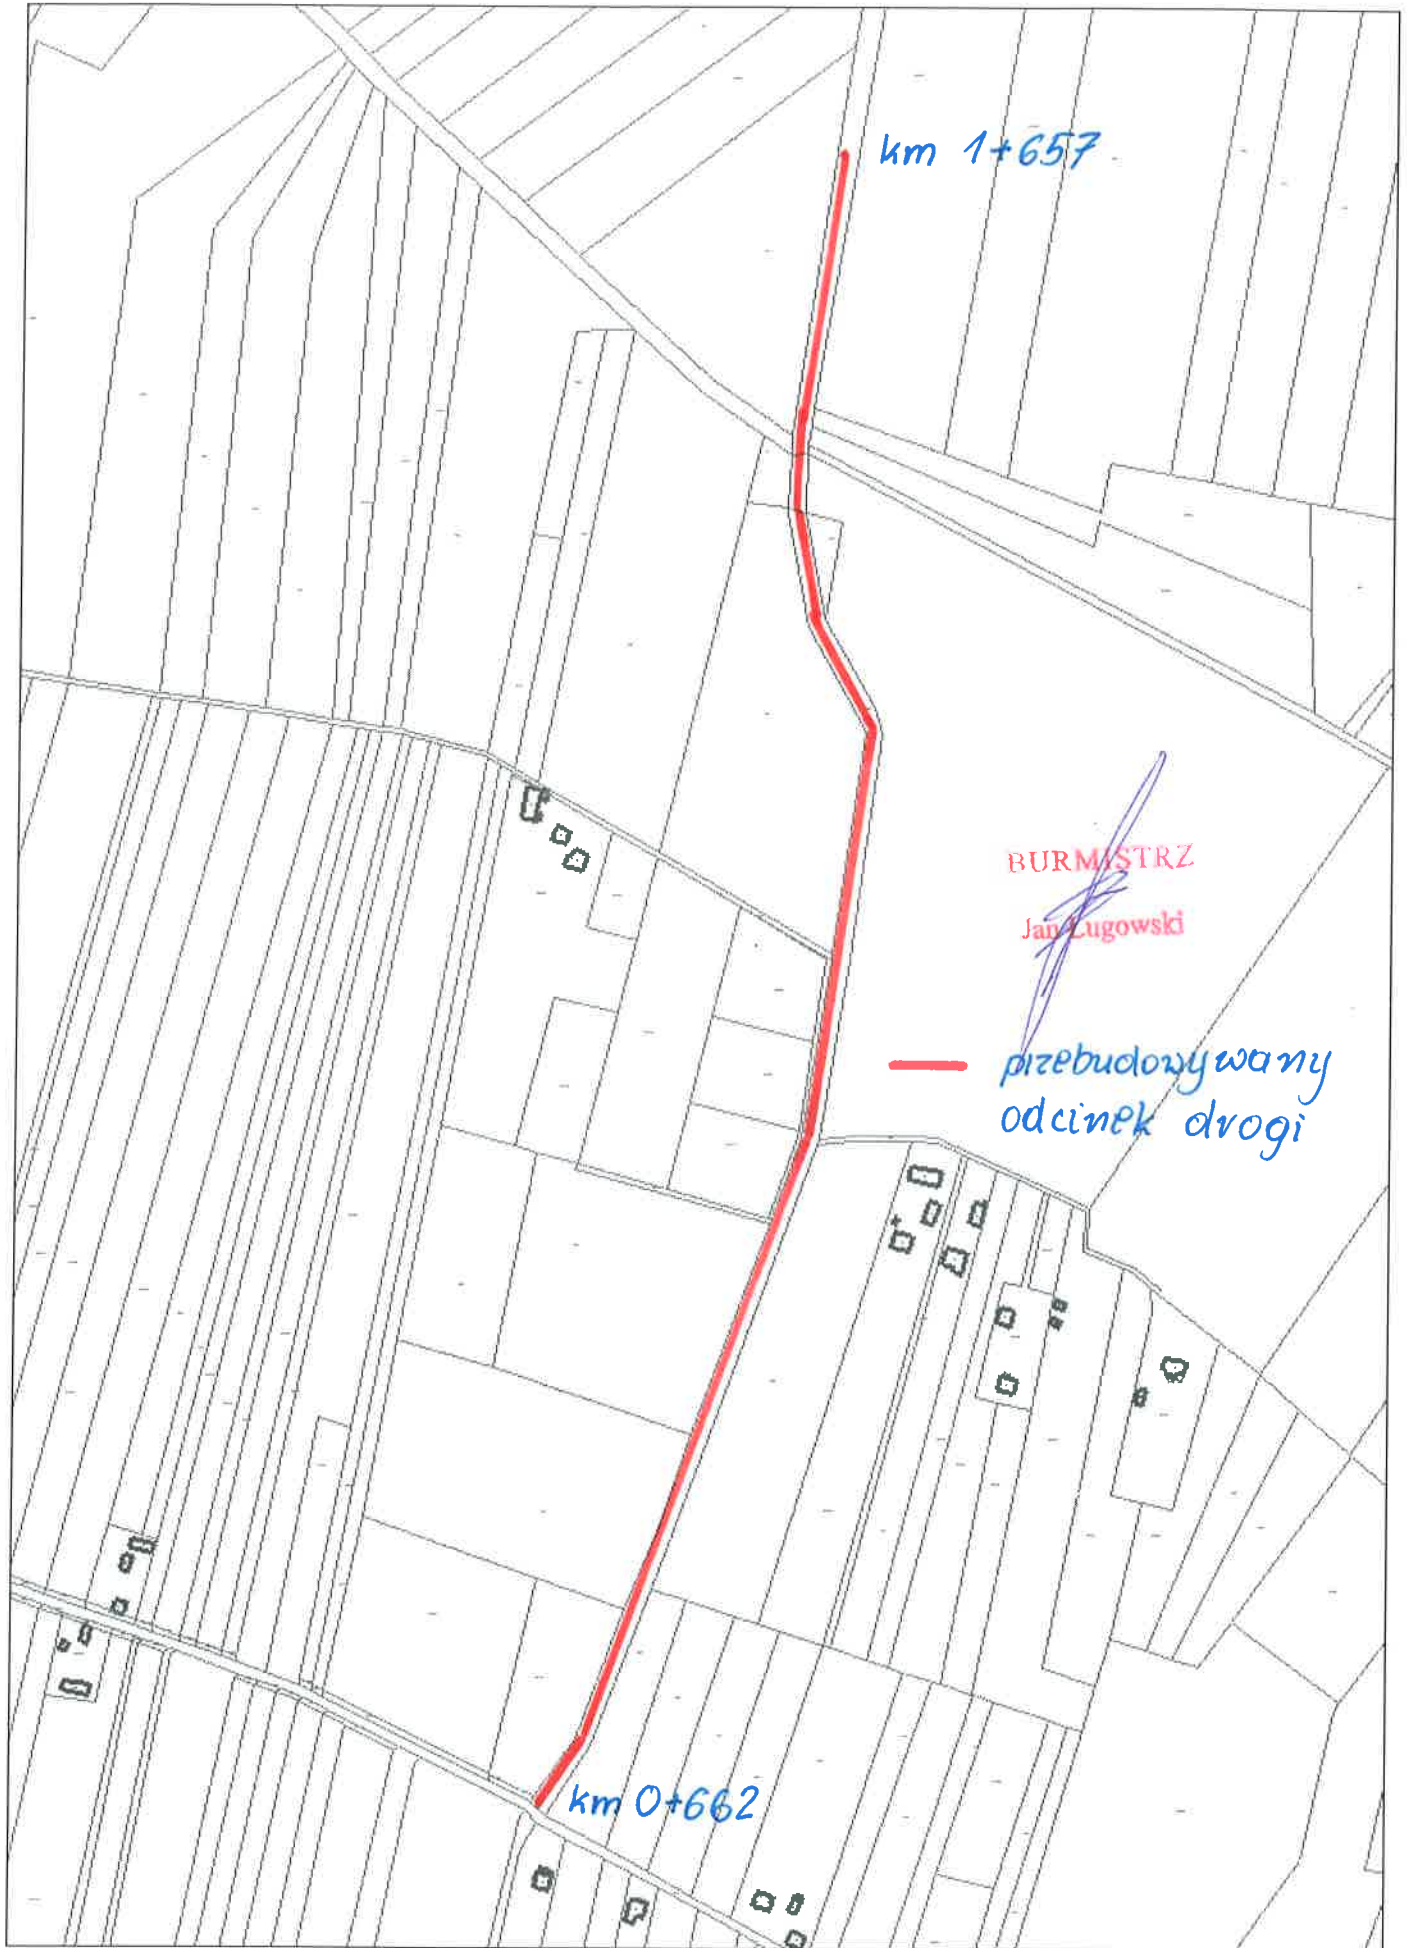 km 1+657
BURMISTRZ
Jan Ługowski
przebudowywany
odcinek drogi
km 0+662